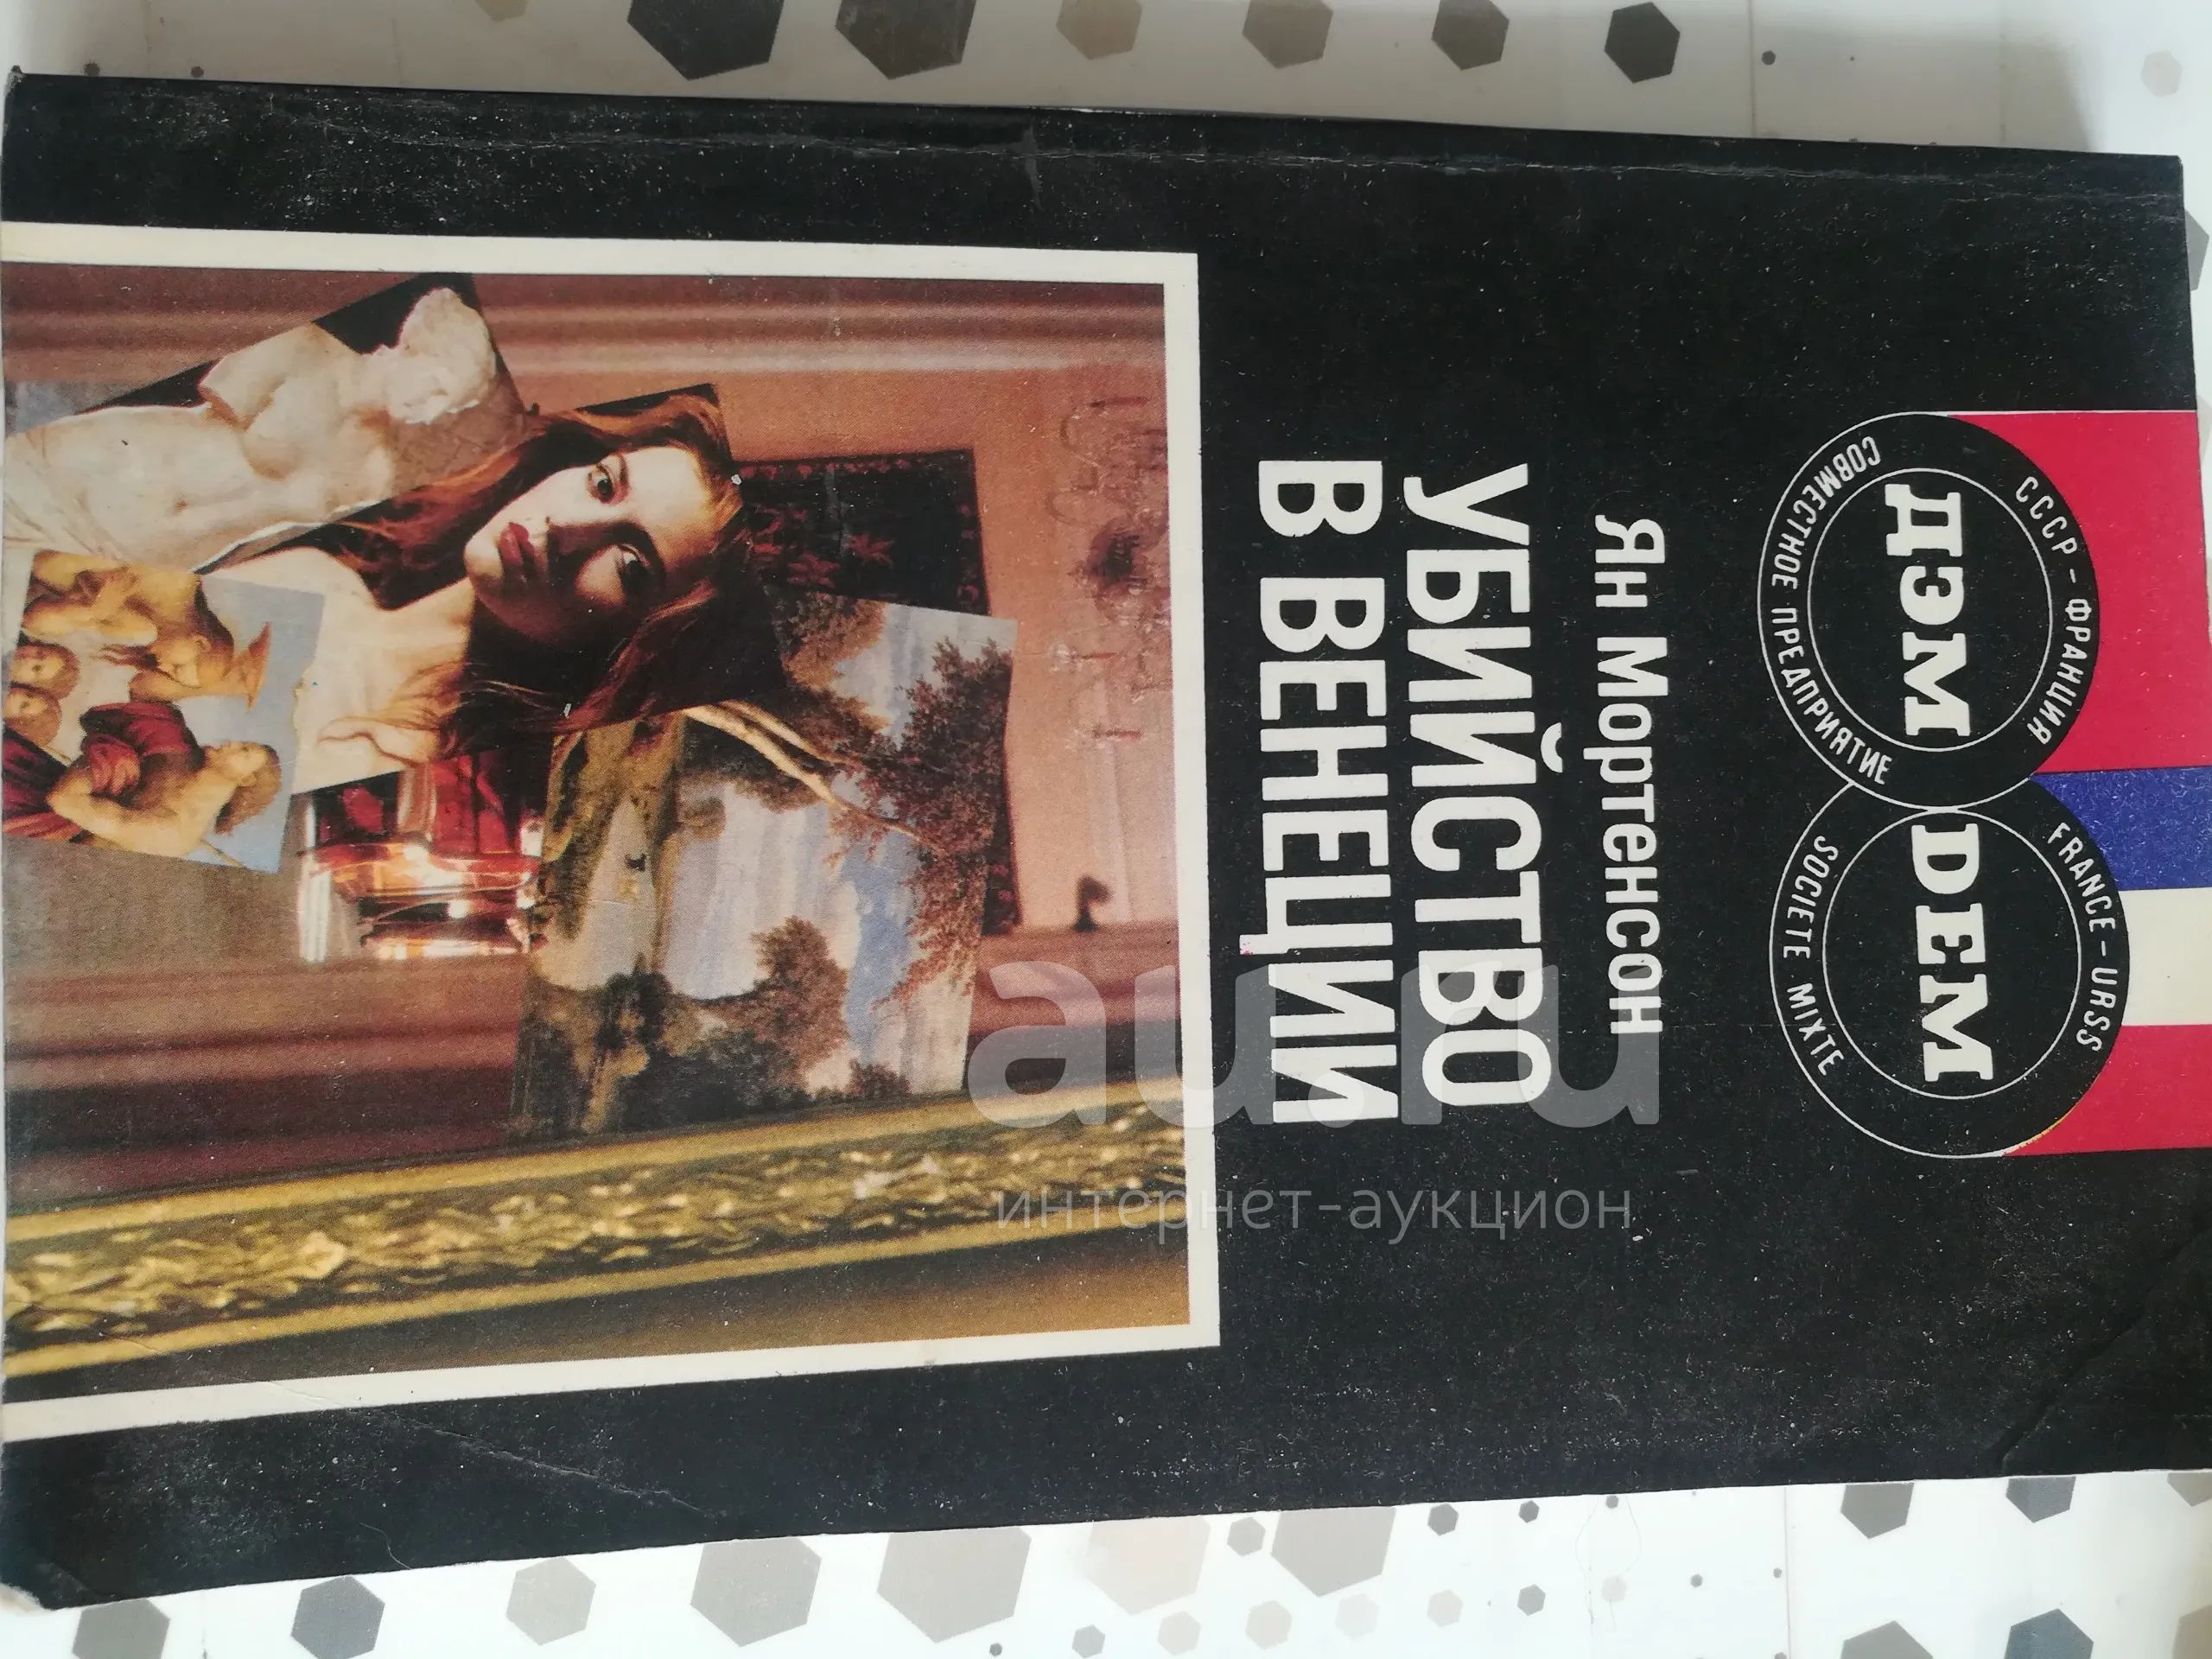 СССР-ФРАНЦИЯ
ДЭМ
СОВМЕСТНОЕ ПРЕДПРИЯТИЕ
FRANCE-URSS
DEM
SOCIETE MIXTE
Ян Мортенсон
УБИЙСТВО
В ВЕНЕЦИИ
au.ru
интернет-аукцион